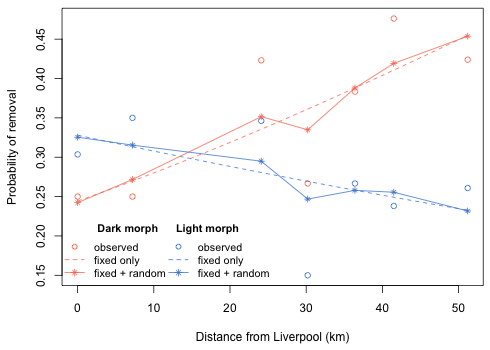 0.45
0.40
0.35
0.30
0.25
0.20
0.15
Probability of removal
Dark morph Light morph
observed observed
fixed only fixed only
fixed + random fixed + random
0 10 20 30 40 50
Distance from Liverpool (km)